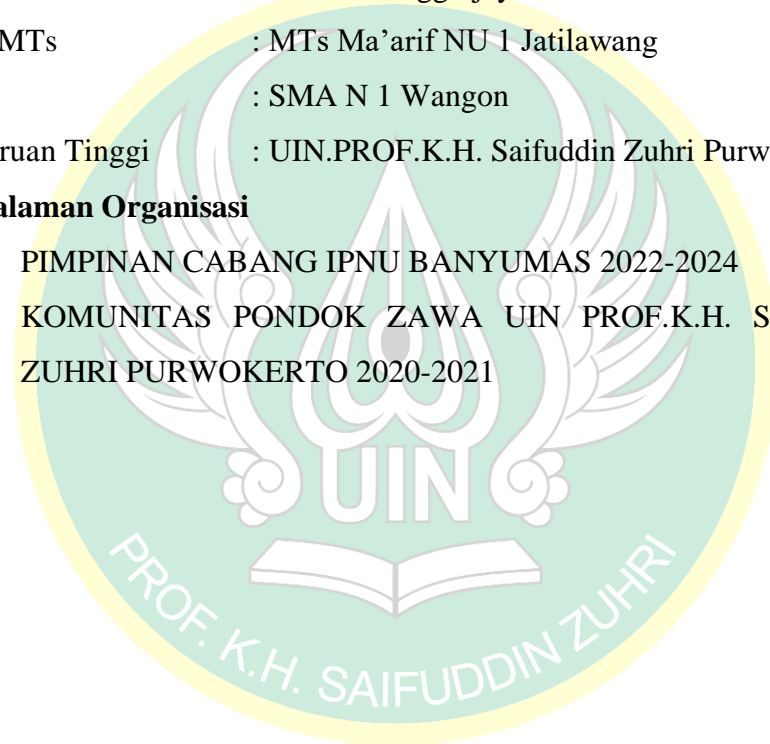 MTs : MTs Ma’arif NU 1 Jatilawang
: SMA N 1 Wangon
ruan Tinggi : UIN.PROF.K.H. Saifuddin Zuhri Purw
alaman Organisasi
PIMPINAN CABANG IPNU BANYUMAS 2022-2024
KOMUNITAS PONDOK ZAWA UIN PROF.K.H. S
ZUHRI PURWOKERTO 2020-2021
UIN
PROF. K.H. SAIFUDDIN ZUHRI